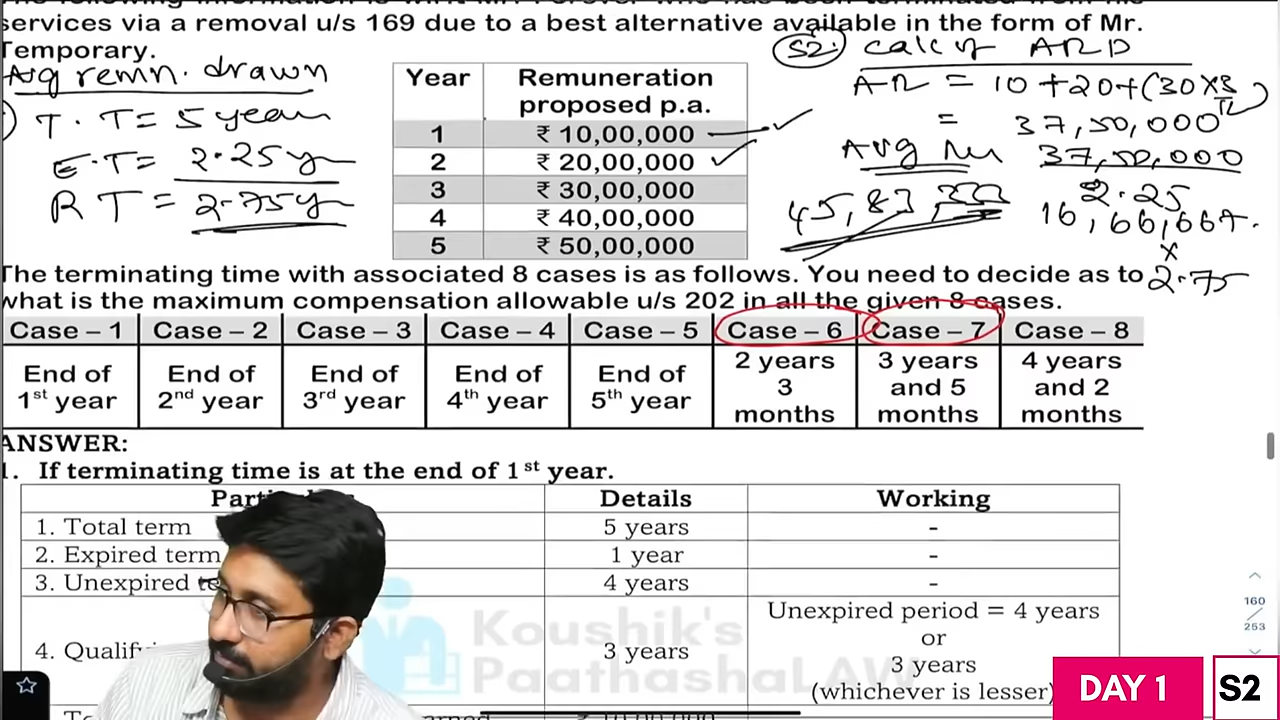 services via a removal u/s 169 due to a best alternative available in the form of Mr.
Temporary.
Avg remn. drawn
T.T = 5 years
E.T = 2.25 y
R T = 2.75 y
Year Remuneration proposed p.a.
1 ₹ 10,00,000
2 ₹ 20,00,000
3 ₹ 30,00,000
4 ₹ 40,00,000
5 ₹ 50,00,000
S2. Calc of ARD
AR = 10 + 20 + (30 × 3/12)
= 37,50,000
37,50,000
2.25
16,66,667.
×
2.75
The terminating time with associated 8 cases is as follows. You need to decide as to
what is the maximum compensation allowable u/s 202 in all the given 8 cases.
Case – 1 Case – 2 Case – 3 Case – 4 Case – 5 Case – 6 Case – 7 Case – 8
End of 1st year End of 2nd year End of 3rd year End of 4th year End of 5th year 2 years 3 months 3 years and 5 months 4 years and 2 months
ANSWER:
1. If terminating time is at the end of 1st year.
Details Working
1. Total term 5 years -
2. Expired term 1 year -
3. Unexpired 4 years -
4. 3 years Unexpired period = 4 years
or
3 years
(whichever is lesser)
Koushik's
PaathashaLAW
160
253
DAY 1 S2